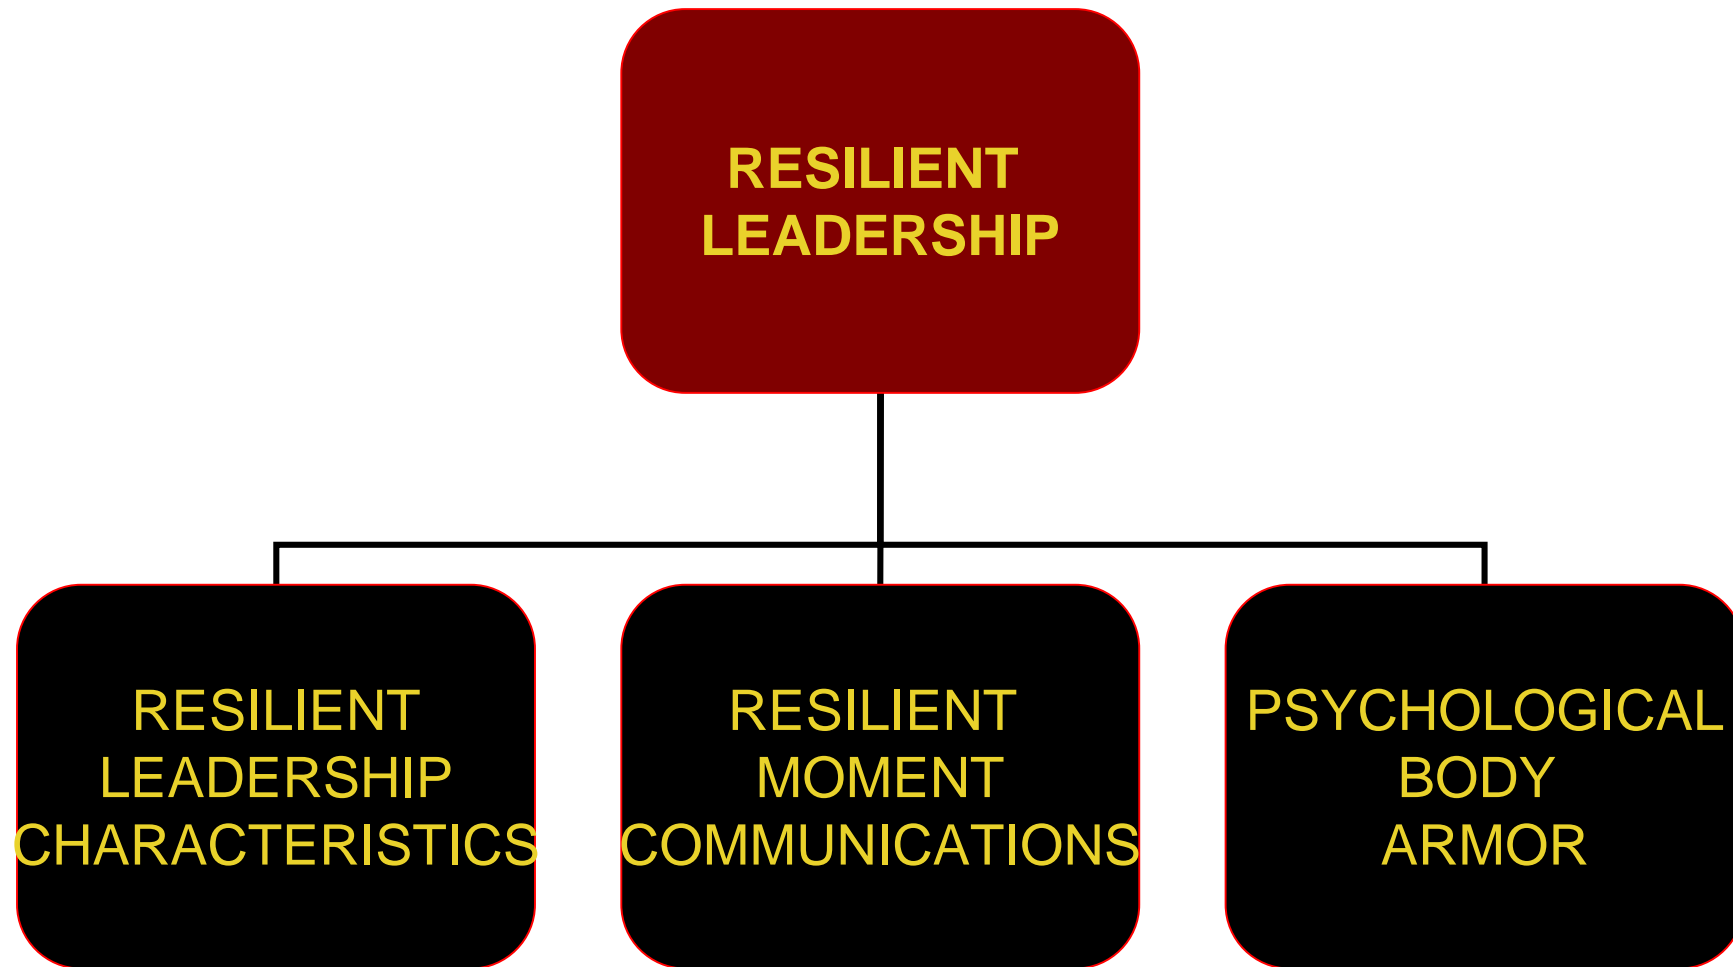 RESILIENT
LEADERSHIP
RESILIENT
LEADERSHIP
CHARACTERISTICS
RESILIENT
MOMENT
COMMUNICATIONS
PSYCHOLOGICAL
BODY
ARMOR